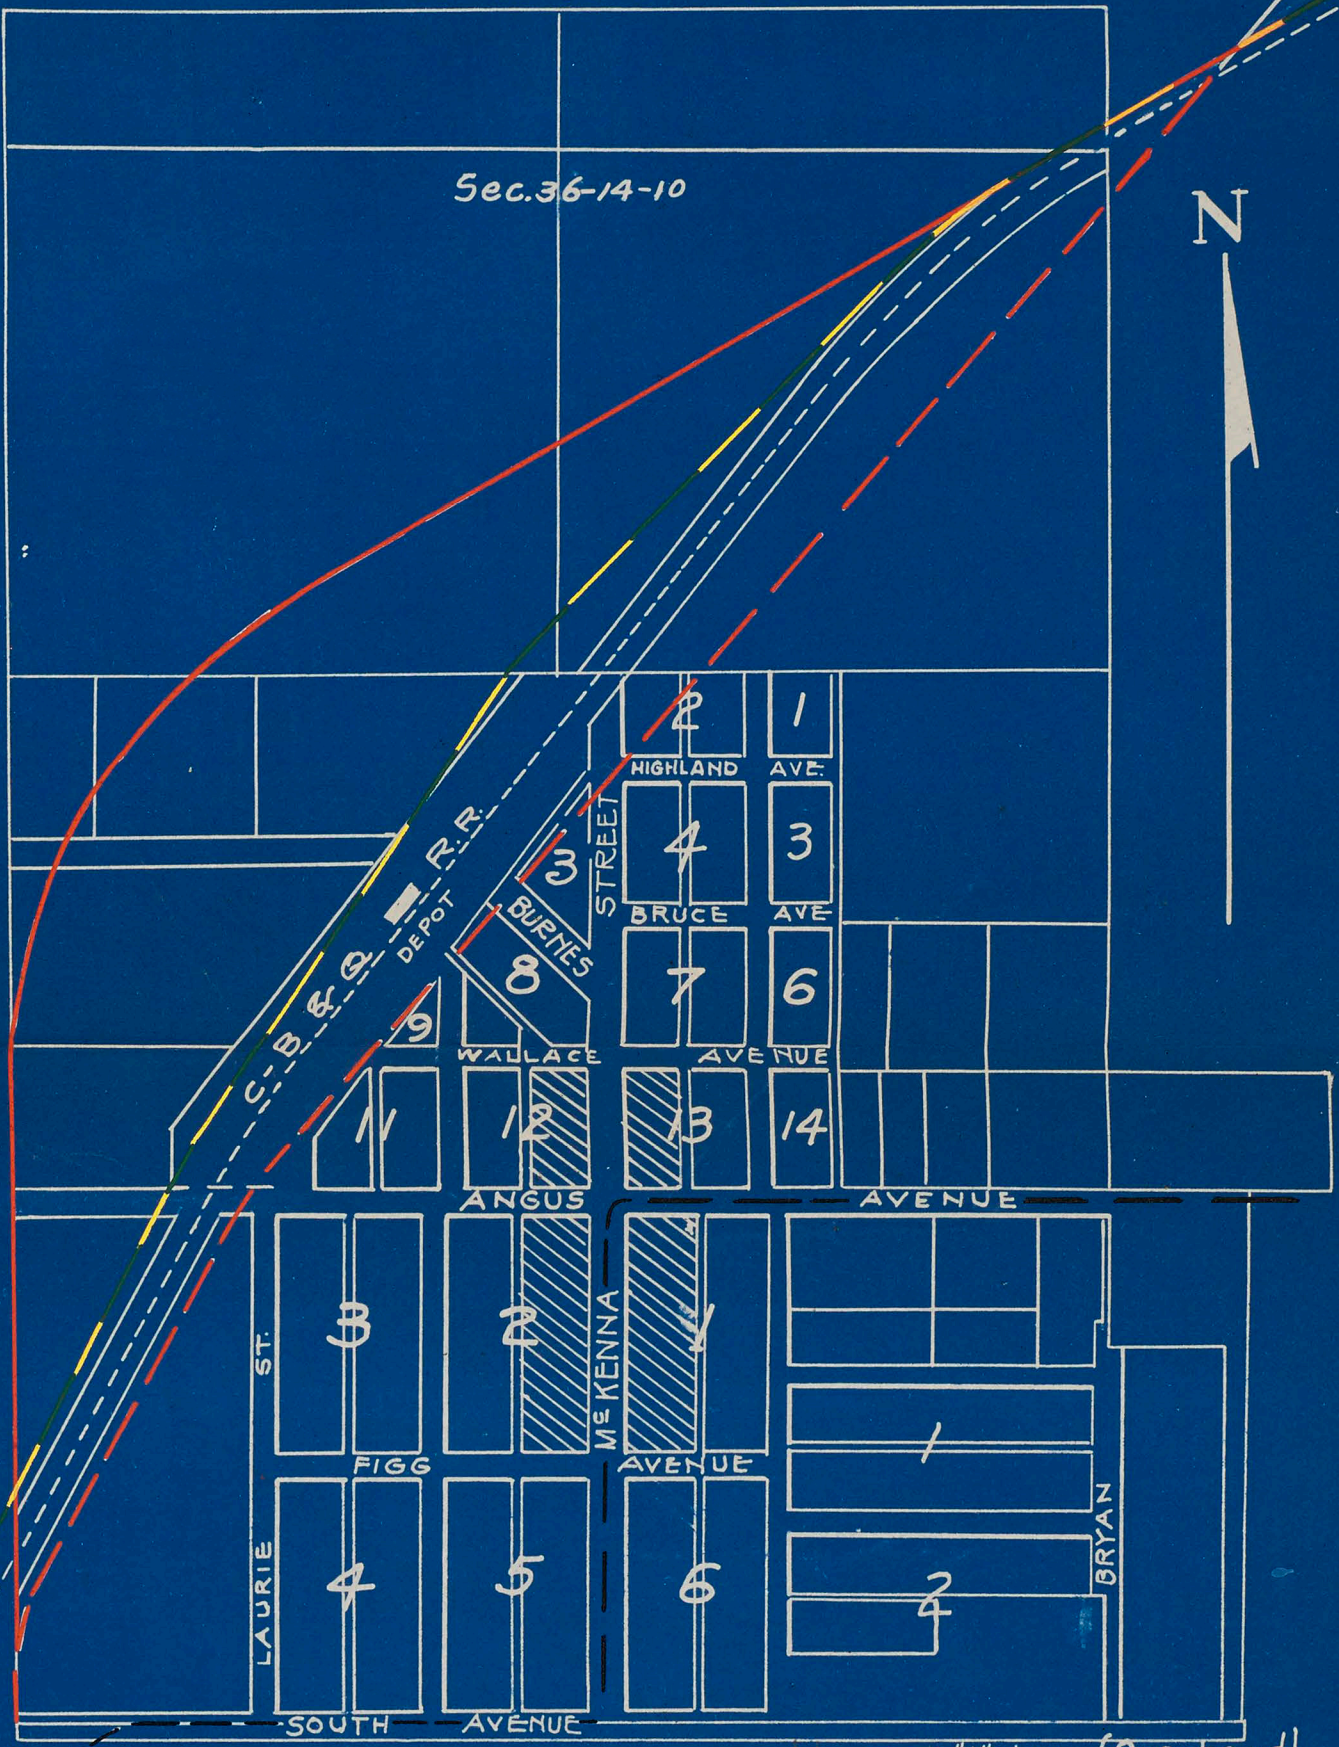 Sec.36-14-10
N
2
1
HIGHLAND AVE.
4
3
3
STREET
BURNES
BRUCE AVE
R.R.
DEPOT
8
7
6
9
C-B & Q
WALLACE AVENUE
11
12
13
14
ANGUS AVENUE
3
2
1
McKENNA
ST.
FIGG AVENUE
1
BRYAN
4
5
6
2
LAURIE
SOUTH AVENUE